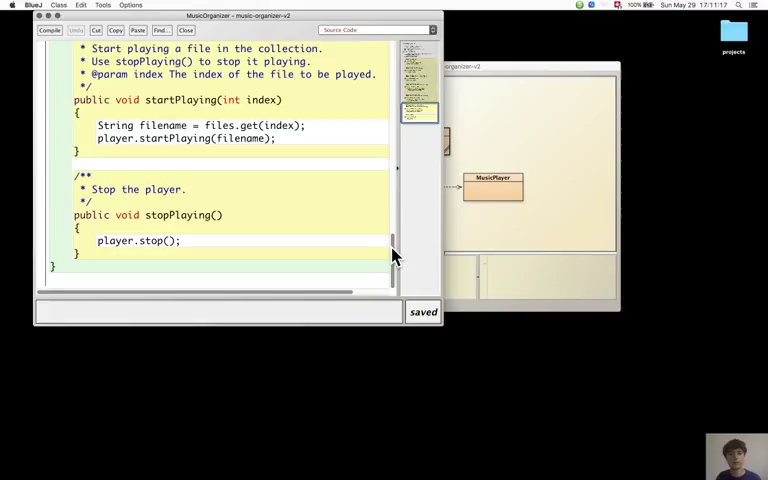 BlueJ Class Edit Tools Options
100% Sun May 29 17:11:17
MusicOrganizer - music-organizer-v2
Compile Undo Cut Copy Paste Find... Close
Source Code
* Start playing a file in the collection.
* Use stopPlaying() to stop it playing.
* @param index The index of the file to be played.
*/
public void startPlaying(int index)
{
String filename = files.get(index);
player.startPlaying(filename);
}
/**
* Stop the player.
*/
public void stopPlaying()
{
player.stop();
}
}
saved
organizer-v2
MusicPlayer
projects